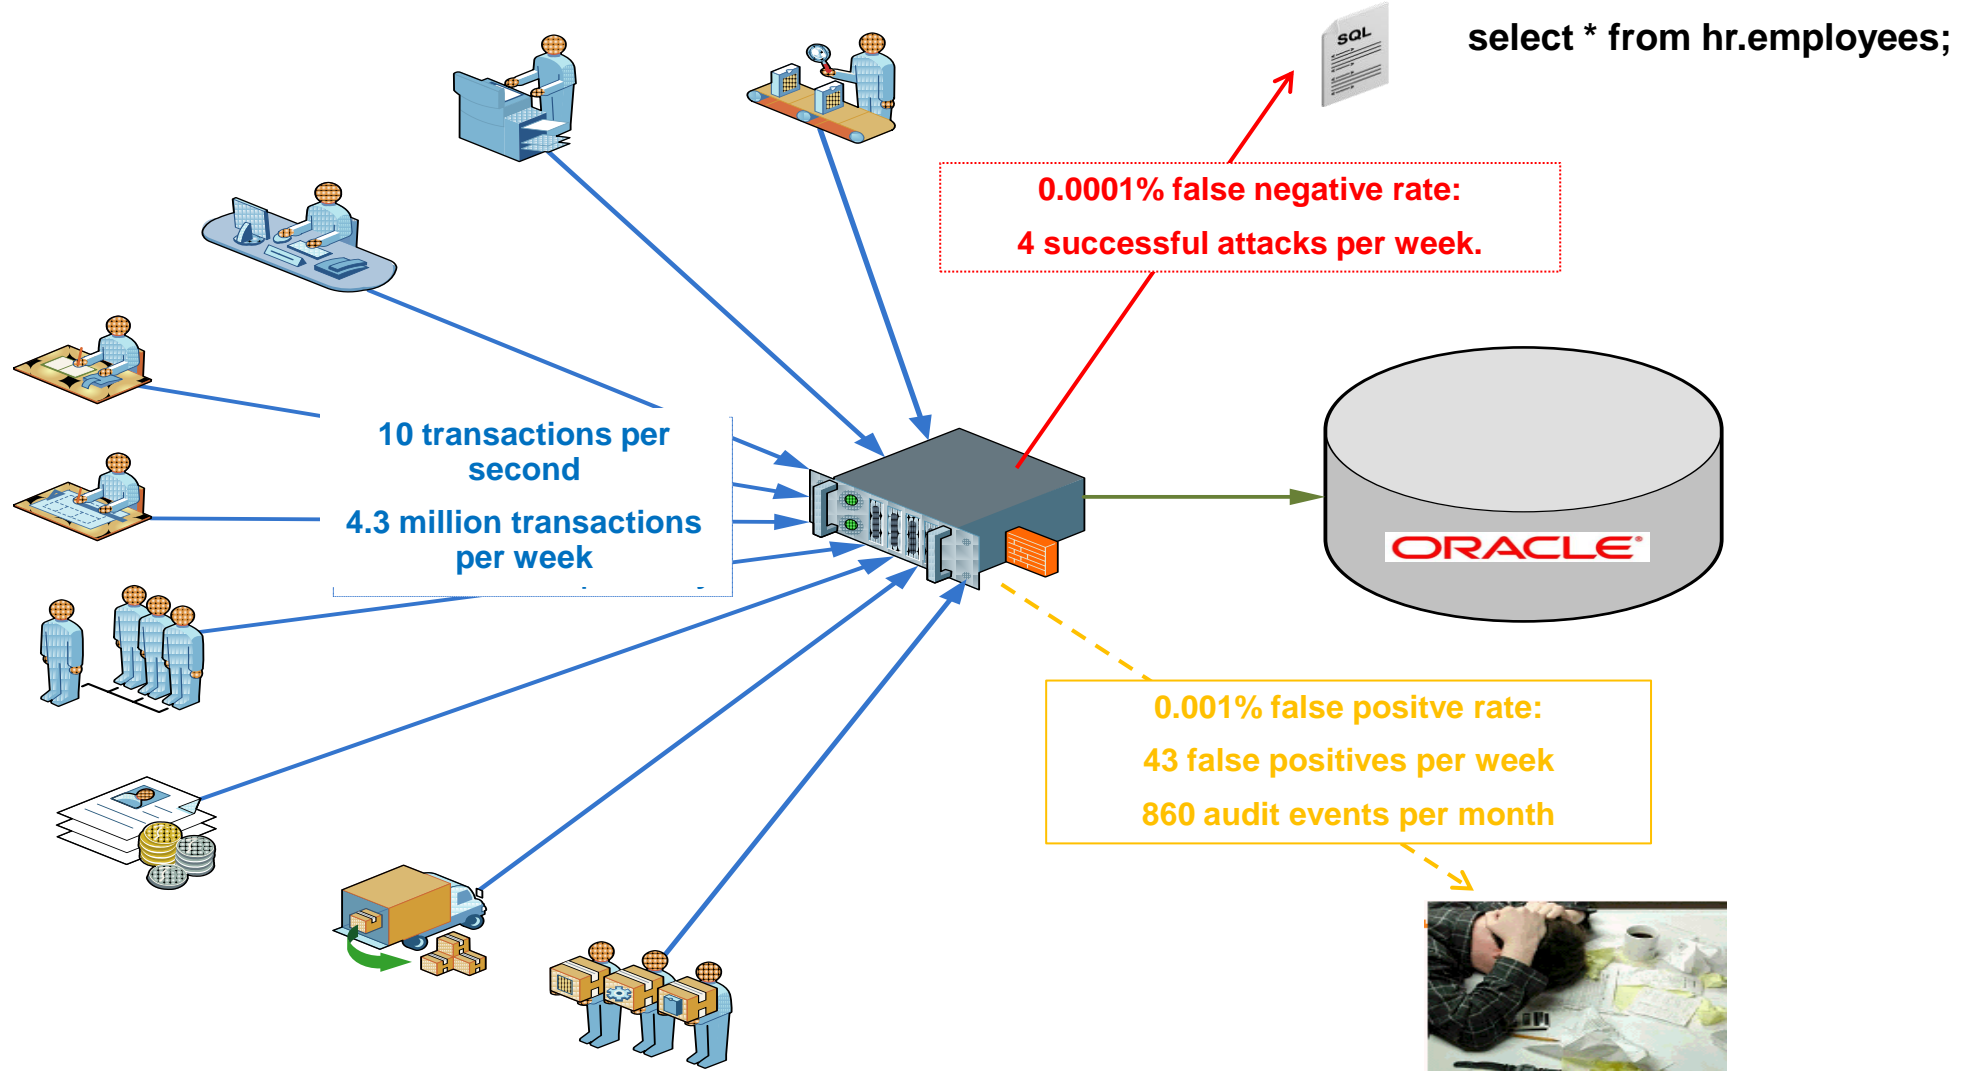 SQL
select * from hr.employees;
0.0001% false negative rate:
4 successful attacks per week.
10 transactions per
second
4.3 million transactions
per week
ORACLE
0.001% false positve rate:
43 false positives per week
860 audit events per month